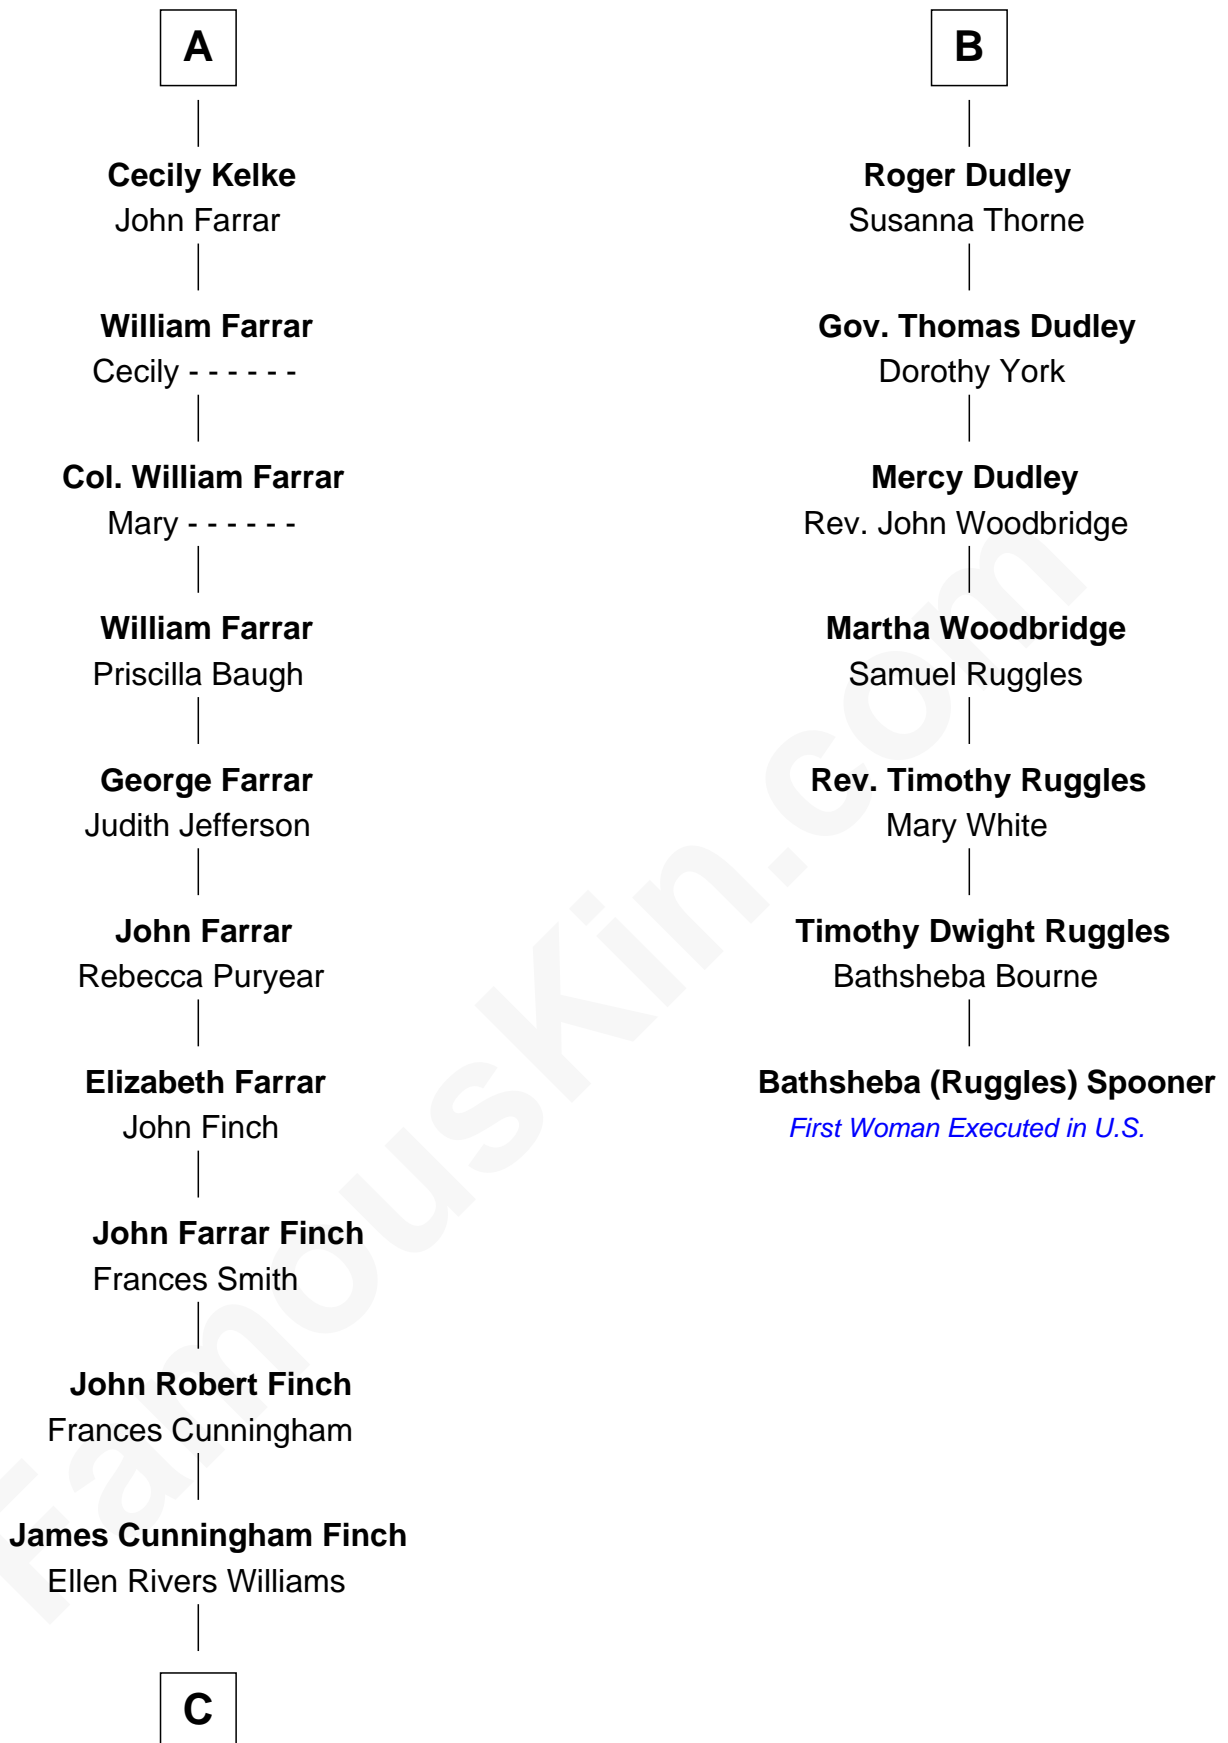 A
Cecily Kelke
John Farrar
William Farrar
Cecily - - - - - -
Col. William Farrar
Mary - - - - - -
William Farrar
Priscilla Baugh
George Farrar
Judith Jefferson
John Farrar
Rebecca Puryear
Elizabeth Farrar
John Finch
John Farrar Finch
Frances Smith
John Robert Finch
Frances Cunningham
James Cunningham Finch
Ellen Rivers Williams
C
B
Roger Dudley
Susanna Thorne
Gov. Thomas Dudley
Dorothy York
Mercy Dudley
Rev. John Woodbridge
Martha Woodbridge
Samuel Ruggles
Rev. Timothy Ruggles
Mary White
Timothy Dwight Ruggles
Bathsheba Bourne
Bathsheba (Ruggles) Spooner
First Woman Executed in U.S.
FamousKin.com